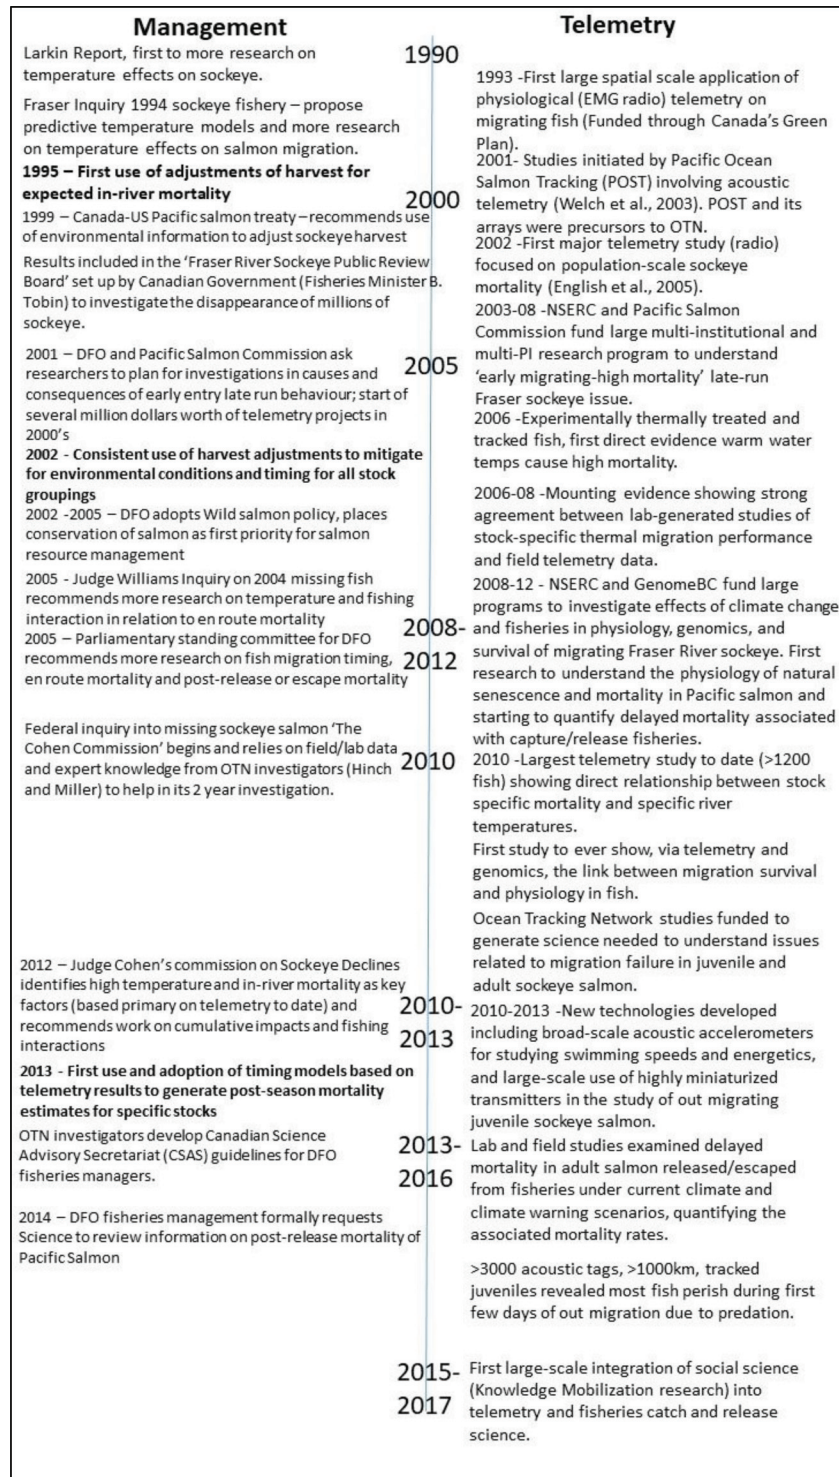 Management
Larkin Report, first to more research on
temperature effects on sockeye.
Fraser Inquiry 1994 sockeye fishery – propose
predictive temperature models and more research
on temperature effects on salmon migration.
1995 – First use of adjustments of harvest for
expected in-river mortality
1999 – Canada-US Pacific salmon treaty – recommends use
of environmental information to adjust sockeye harvest
Results included in the 'Fraser River Sockeye Public Review
Board' set up by Canadian Government (Fisheries Minister B.
Tobin) to investigate the disappearance of millions of
sockeye.
2001 – DFO and Pacific Salmon Commission ask
researchers to plan for investigations in causes and
consequences of early entry late run behaviour; start of
several million dollars worth of telemetry projects in
2000's
2002 - Consistent use of harvest adjustments to mitigate
for environmental conditions and timing for all stock
groupings
2002 -2005 – DFO adopts Wild salmon policy, places
conservation of salmon as first priority for salmon
resource management
2005 - Judge Williams Inquiry on 2004 missing fish
recommends more research on temperature and fishing
interaction in relation to en route mortality
2005 – Parliamentary standing committee for DFO
recommends more research on fish migration timing,
en route mortality and post-release or escape mortality
Federal inquiry into missing sockeye salmon 'The
Cohen Commission' begins and relies on field/lab data
and expert knowledge from OTN investigators (Hinch
and Miller) to help in its 2 year investigation.
2012 – Judge Cohen's commission on Sockeye Declines
identifies high temperature and in-river mortality as key
factors (based primary on telemetry to date) and
recommends work on cumulative impacts and fishing
interactions
2013 - First use and adoption of timing models based on
telemetry results to generate post-season mortality
estimates for specific stocks
OTN investigators develop Canadian Science
Advisory Secretariat (CSAS) guidelines for DFO
fisheries managers.
2014 – DFO fisheries management formally requests
Science to review information on post-release mortality of
Pacific Salmon
1990
2000
2005
2008-
2012
2010
2010-
2013
2013-
2016
2015-
2017
Telemetry
1993 -First large spatial scale application of
physiological (EMG radio) telemetry on
migrating fish (Funded through Canada's Green
Plan).
2001- Studies initiated by Pacific Ocean
Salmon Tracking (POST) involving acoustic
telemetry (Welch et al., 2003). POST and its
arrays were precursors to OTN.
2002 -First major telemetry study (radio)
focused on population-scale sockeye
mortality (English et al., 2005).
2003-08 -NSERC and Pacific Salmon
Commission fund large multi-institutional and
multi-PI research program to understand
'early migrating-high mortality' late-run
Fraser sockeye issue.
2006 -Experimentally thermally treated and
tracked fish, first direct evidence warm water
temps cause high mortality.
2006-08 -Mounting evidence showing strong
agreement between lab-generated studies of
stock-specific thermal migration performance
and field telemetry data.
2008-12 - NSERC and GenomeBC fund large
programs to investigate effects of climate change
and fisheries in physiology, genomics, and
survival of migrating Fraser River sockeye. First
research to understand the physiology of natural
senescence and mortality in Pacific salmon and
starting to quantify delayed mortality associated
with capture/release fisheries.
2010 -Largest telemetry study to date (>1200
fish) showing direct relationship between stock
specific mortality and specific river
temperatures.
First study to ever show, via telemetry and
genomics, the link between migration survival
and physiology in fish.
Ocean Tracking Network studies funded to
generate science needed to understand issues
related to migration failure in juvenile and
adult sockeye salmon.
2010-2013 -New technologies developed
including broad-scale acoustic accelerometers
for studying swimming speeds and energetics,
and large-scale use of highly miniaturized
transmitters in the study of out migrating
juvenile sockeye salmon.
Lab and field studies examined delayed
mortality in adult salmon released/escaped
from fisheries under current climate and
climate warning scenarios, quantifying the
associated mortality rates.
>3000 acoustic tags, >1000km, tracked
juveniles revealed most fish perish during first
few days of out migration due to predation.
First large-scale integration of social science
(Knowledge Mobilization research) into
telemetry and fisheries catch and release
science.